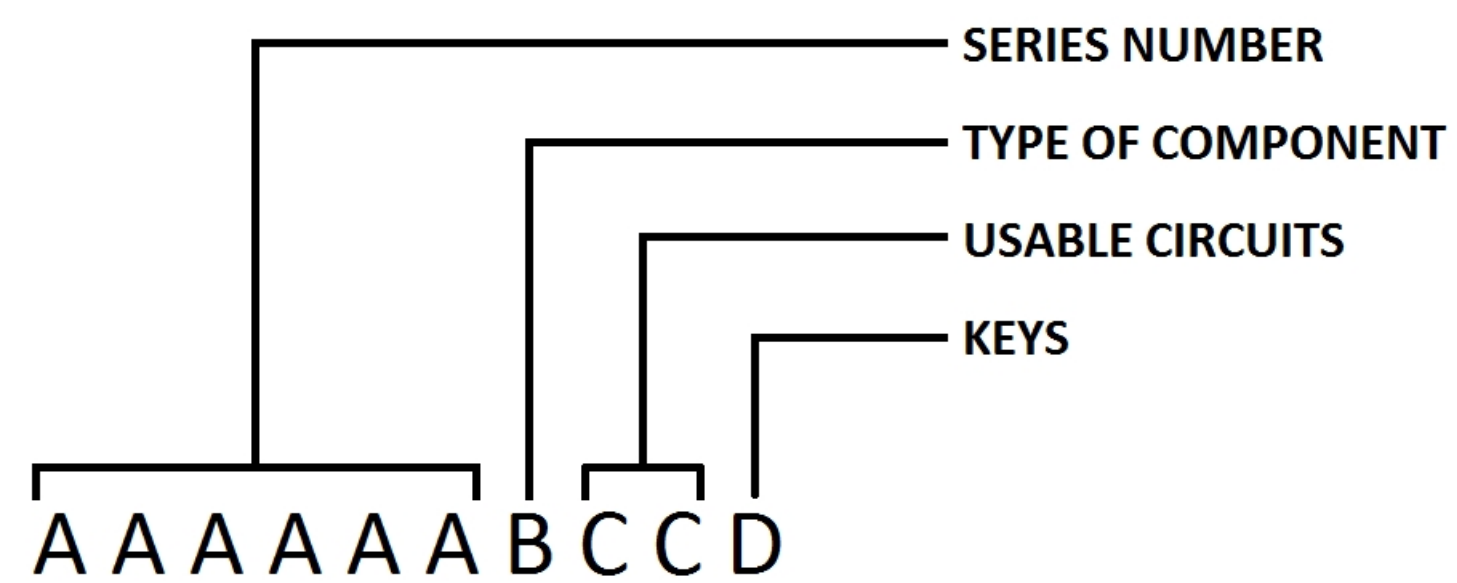 SERIES NUMBER
TYPE OF COMPONENT
USABLE CIRCUITS
KEYS
A A A A A A B C C D